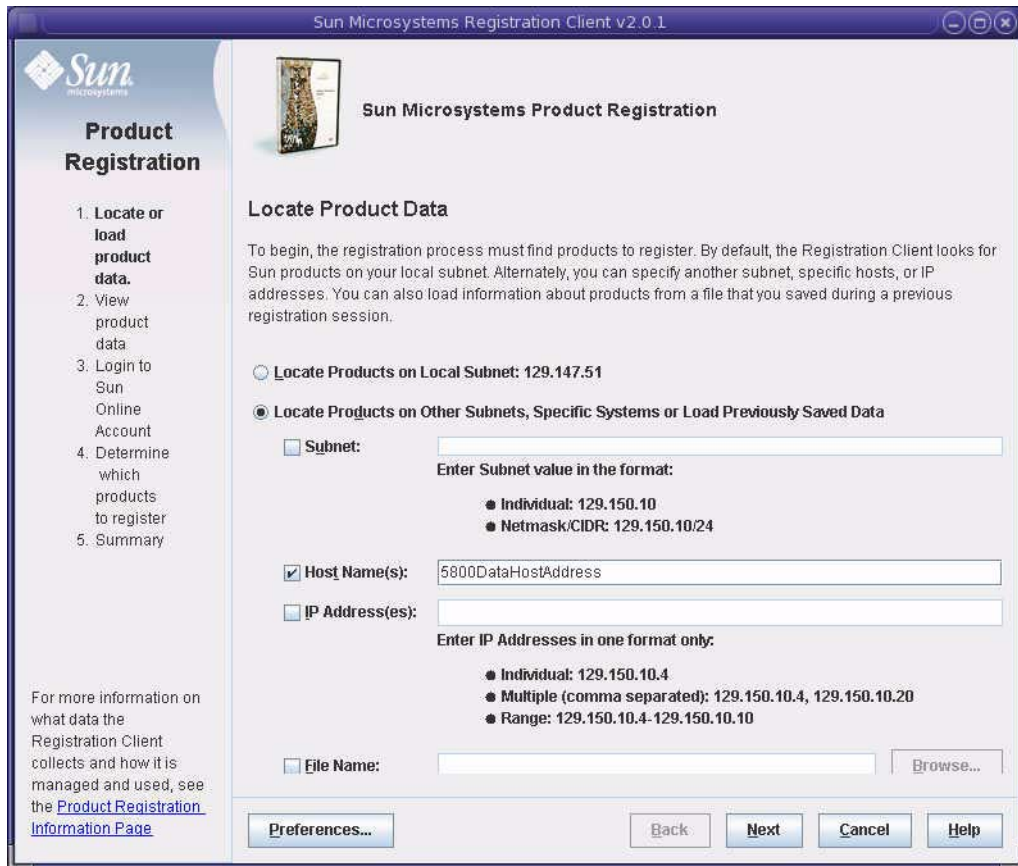 Sun Microsystems Registration Client v2.0.1
Sun
microsystems
Product
Registration
1. Locate or
load
product
data.
2. View
product
data
3. Login to
Sun
Online
Account
4. Determine
which
products
to register
5. Summary
For more information on
what data the
Registration Client
collects and how it is
managed and used, see
the Product Registration
Information Page
Sun Microsystems Product Registration
Locate Product Data
To begin, the registration process must find products to register. By default, the Registration Client looks for
Sun products on your local subnet. Alternately, you can specify another subnet, specific hosts, or IP
addresses. You can also load information about products from a file that you saved during a previous
registration session.
Locate Products on Local Subnet: 129.147.51
Locate Products on Other Subnets, Specific Systems or Load Previously Saved Data
Subnet:
Enter Subnet value in the format:
● Individual: 129.150.10
● Netmask/CIDR: 129.150.10/24
Host Name(s): 5800DataHostAddress
IP Address(es):
Enter IP Addresses in one format only:
● Individual: 129.150.10.4
● Multiple (comma separated): 129.150.10.4, 129.150.10.20
● Range: 129.150.10.4-129.150.10.10
File Name: Browse...
Preferences... Back Next Cancel Help